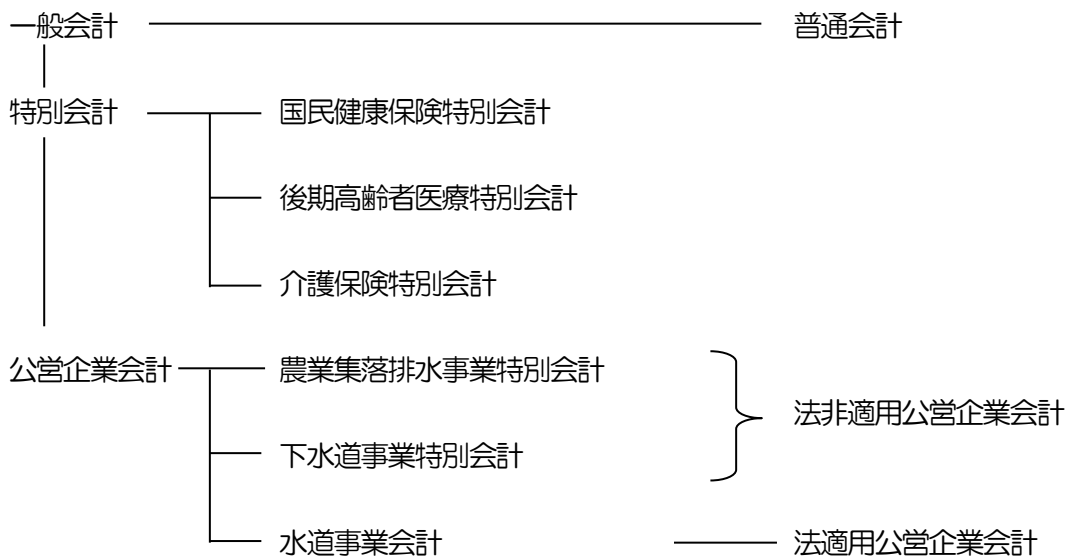 一般会計 普通会計
特別会計 国民健康保険特別会計
後期高齢者医療特別会計
介護保険特別会計
公営企業会計 農業集落排水事業特別会計
法非適用公営企業会計
下水道事業特別会計
水道事業会計 法適用公営企業会計